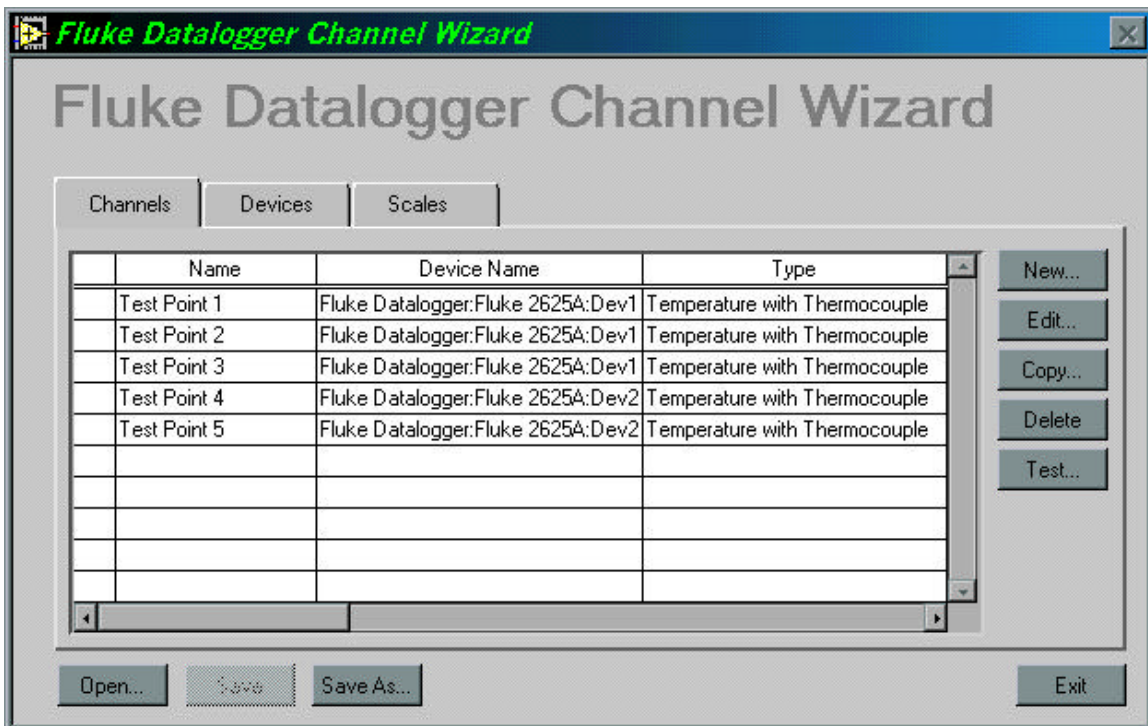 Fluke Datalogger Channel Wizard
Fluke Datalogger Channel Wizard
Channels Devices Scales
Name Device Name Type
Test Point 1 Fluke Datalogger:Fluke 2625A:Dev1 Temperature with Thermocouple
Test Point 2 Fluke Datalogger:Fluke 2625A:Dev1 Temperature with Thermocouple
Test Point 3 Fluke Datalogger:Fluke 2625A:Dev1 Temperature with Thermocouple
Test Point 4 Fluke Datalogger:Fluke 2625A:Dev2 Temperature with Thermocouple
Test Point 5 Fluke Datalogger:Fluke 2625A:Dev2 Temperature with Thermocouple
New...
Edit...
Copy...
Delete
Test...
Open... Save Save As... Exit